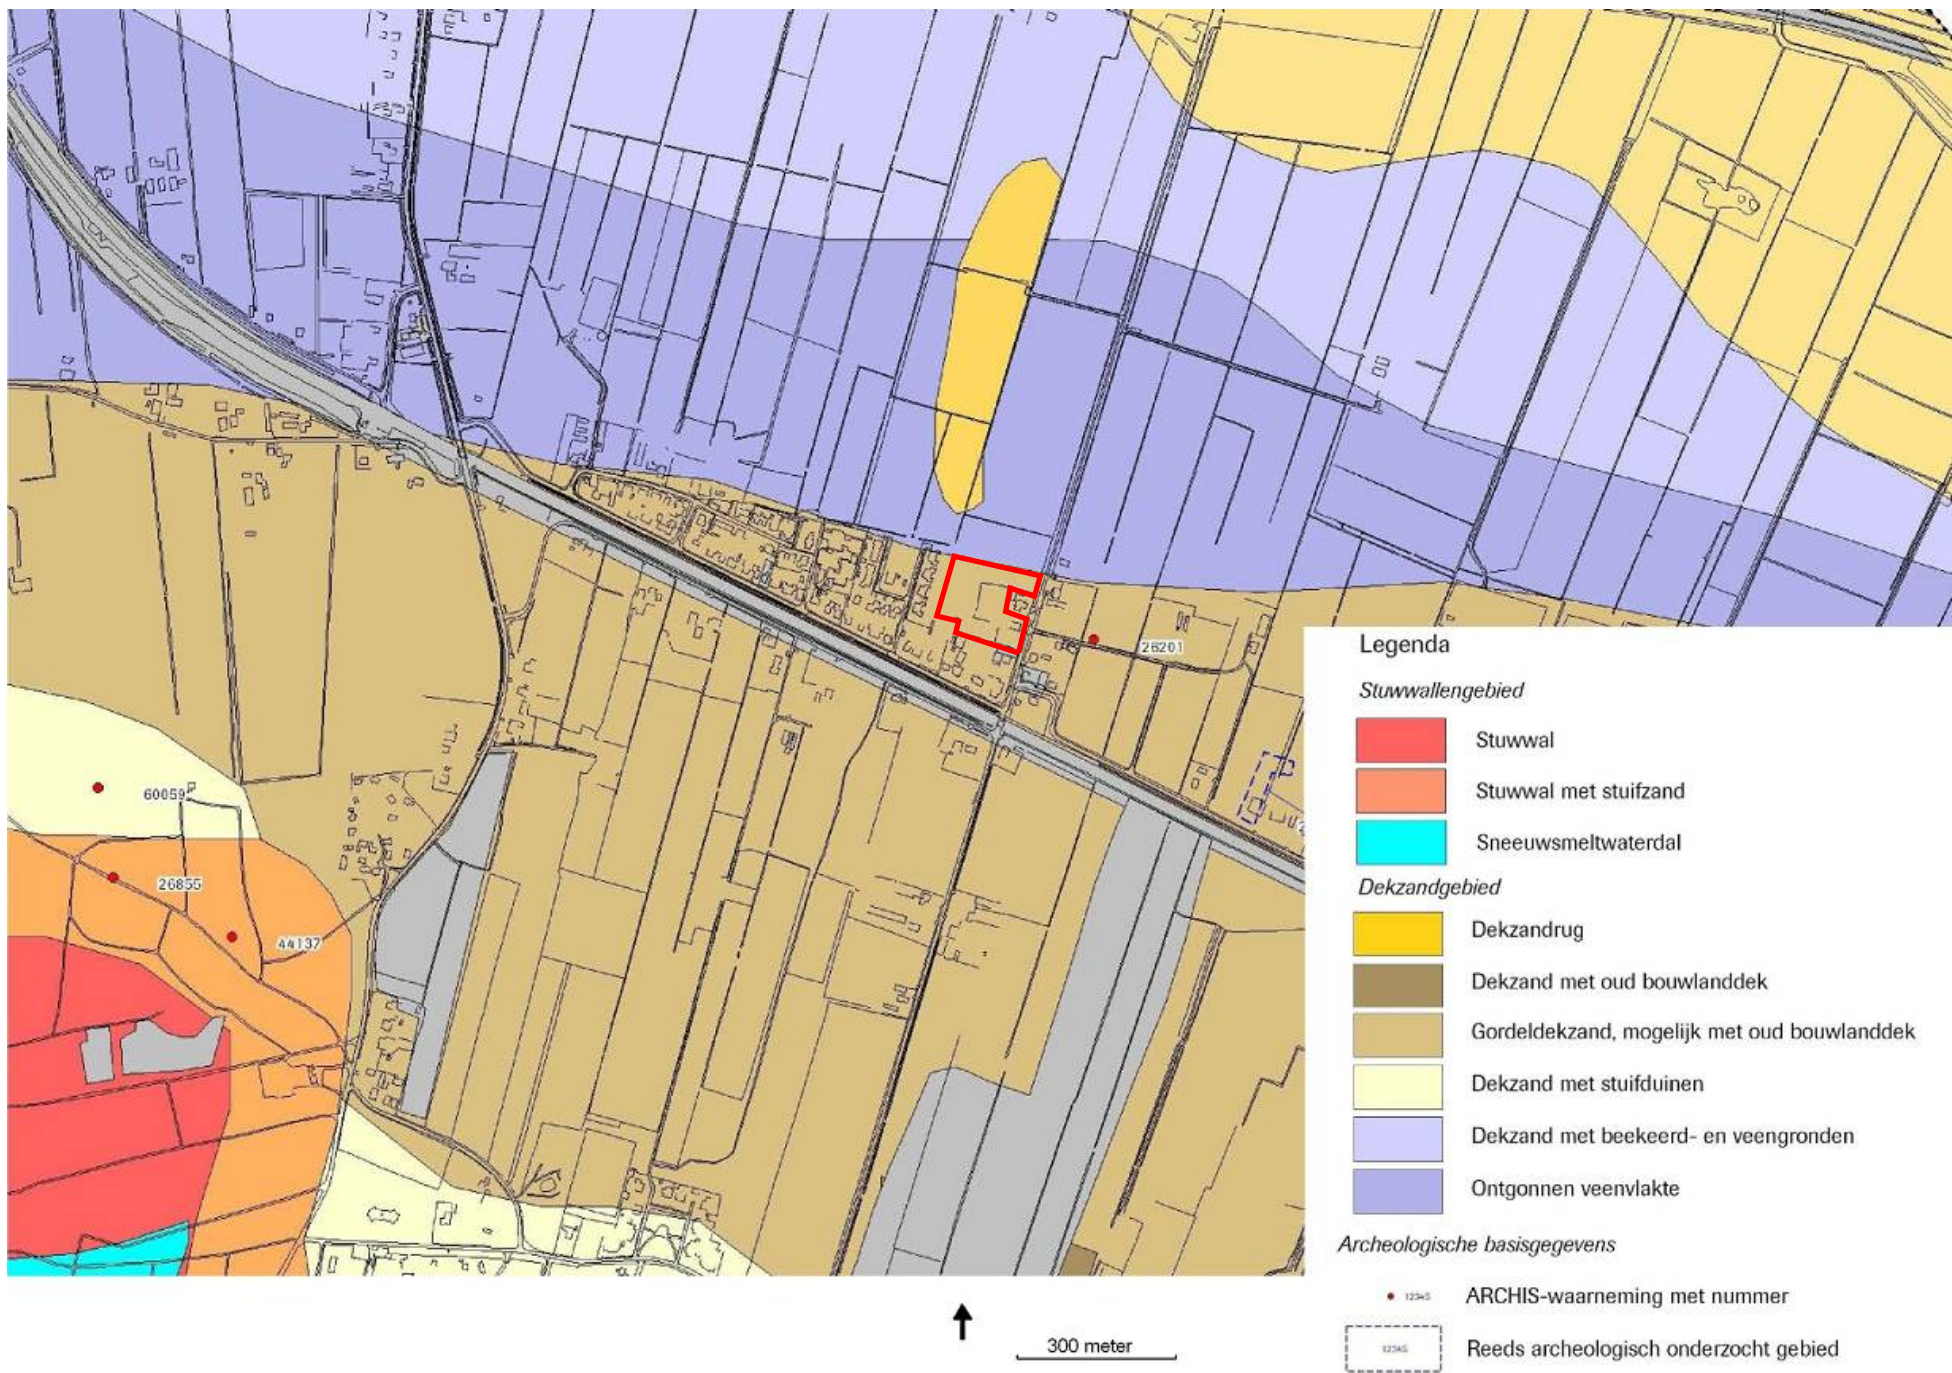 26201
60059
26855
44137
Legenda
Stuwwallengebied
Stuwwal
Stuwwal met stuifzand
Sneeuwsmeltwaterdal
Dekzandgebied
Dekzandrug
Dekzand met oud bouwlanddek
Gordeldekzand, mogelijk met oud bouwlanddek
Dekzand met stuifduinen
Dekzand met beekeerd- en veengronden
Ontgonnen veenvlakte
Archeologische basisgegevens
12345 ARCHIS-waarneming met nummer
12345 Reeds archeologisch onderzocht gebied
300 meter